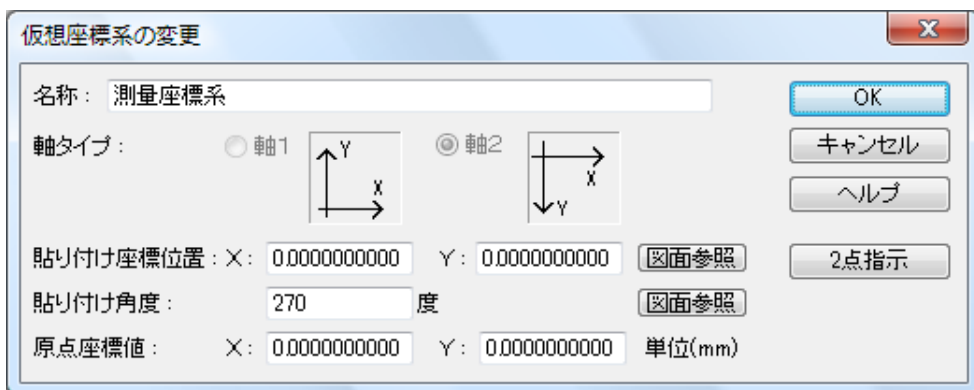 仮想座標系の変更
名称： 測量座標系 OK
軸タイプ： 軸1 Y X 軸2 X Y キャンセル
ヘルプ
貼り付け座標位置：X： 0.0000000000 Y： 0.0000000000 図面参照 2点指示
貼り付け角度： 270 度 図面参照
原点座標値： X： 0.0000000000 Y： 0.0000000000 単位(mm)